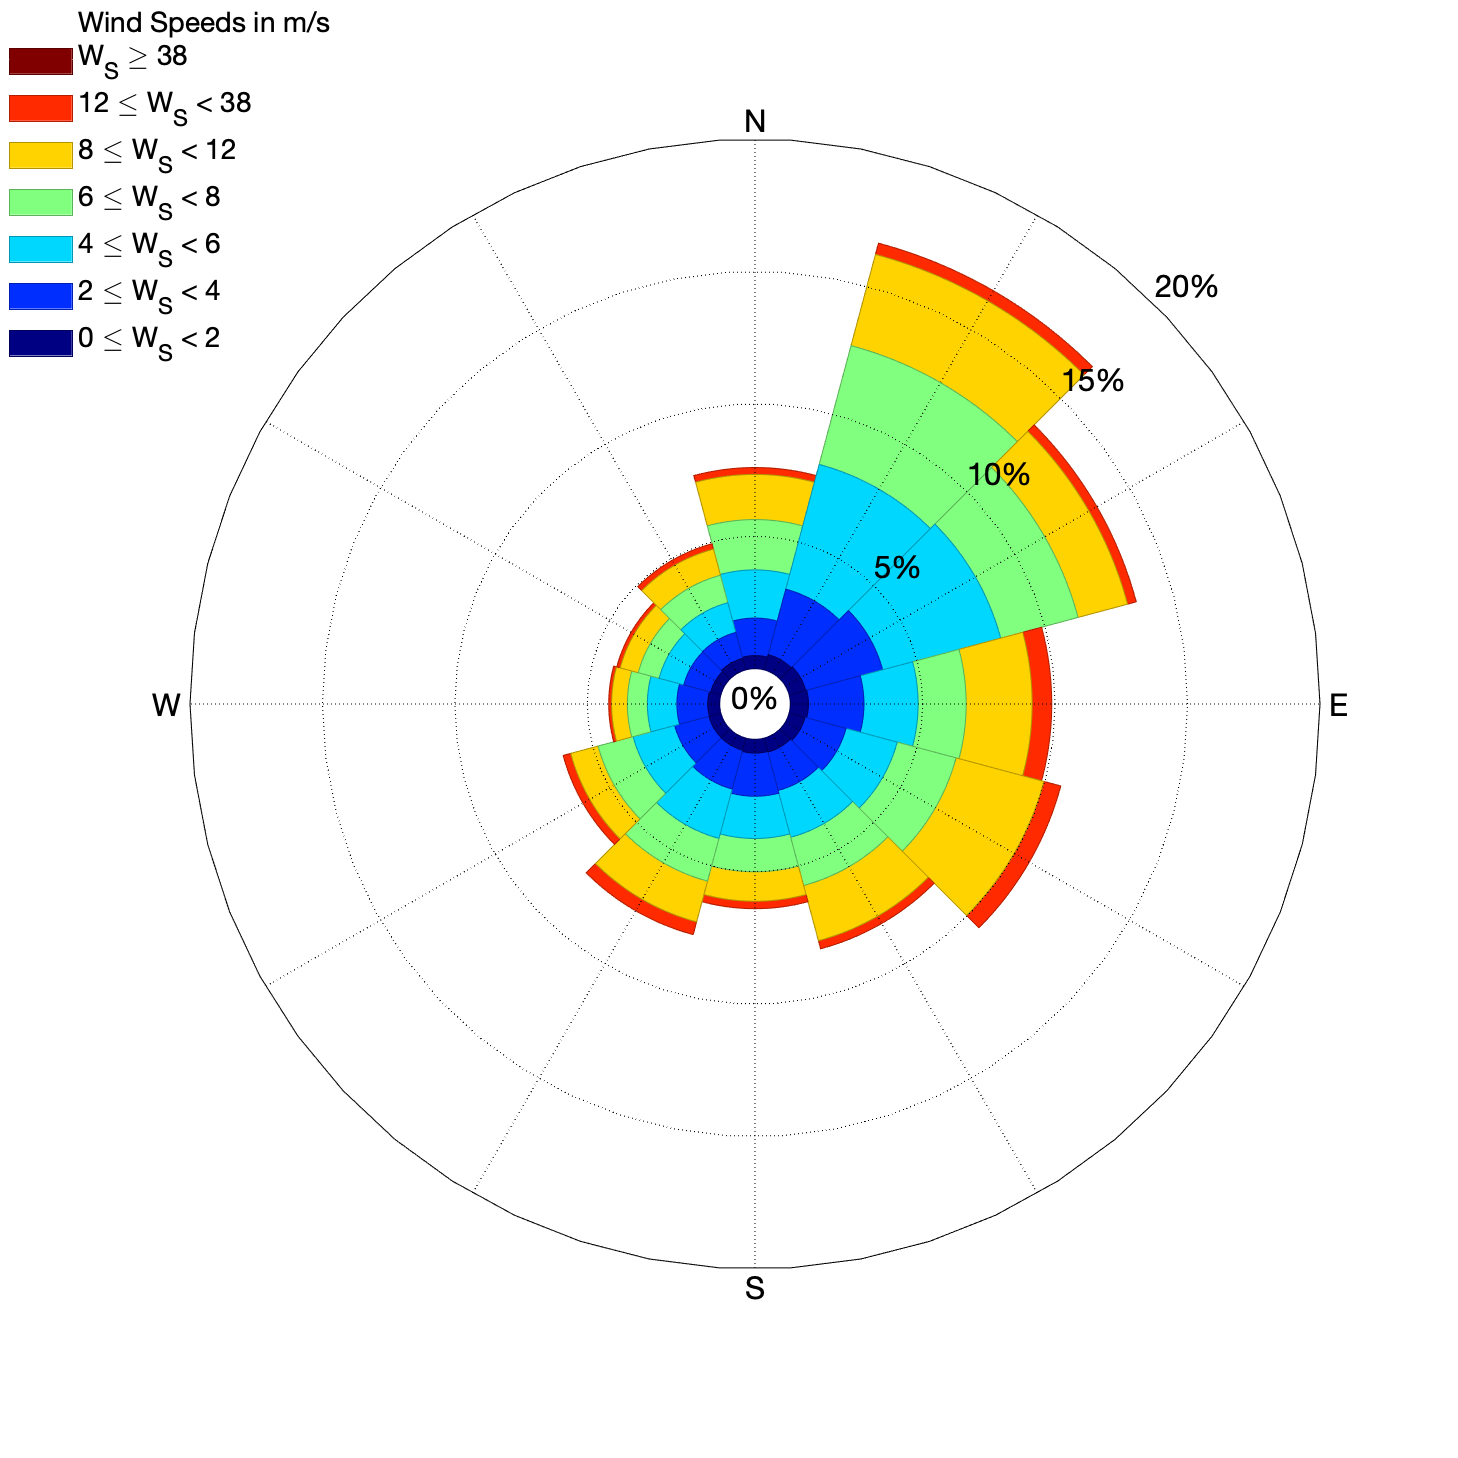 Wind Speeds in m/s
W_S ≥ 38
12 ≤ W_S < 38
8 ≤ W_S < 12
6 ≤ W_S < 8
4 ≤ W_S < 6
2 ≤ W_S < 4
0 ≤ W_S < 2
N
20%
15%
10%
5%
0%
W
E
S